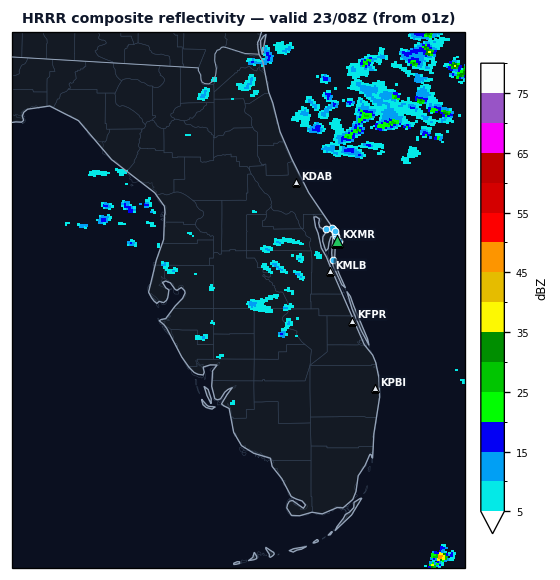 HRRR composite reflectivity — valid 23/08Z (from 01z)
KDAB
KXMR
KMLB
KFPR
KPBI
75
65
55
45
35
25
15
5
dBZ